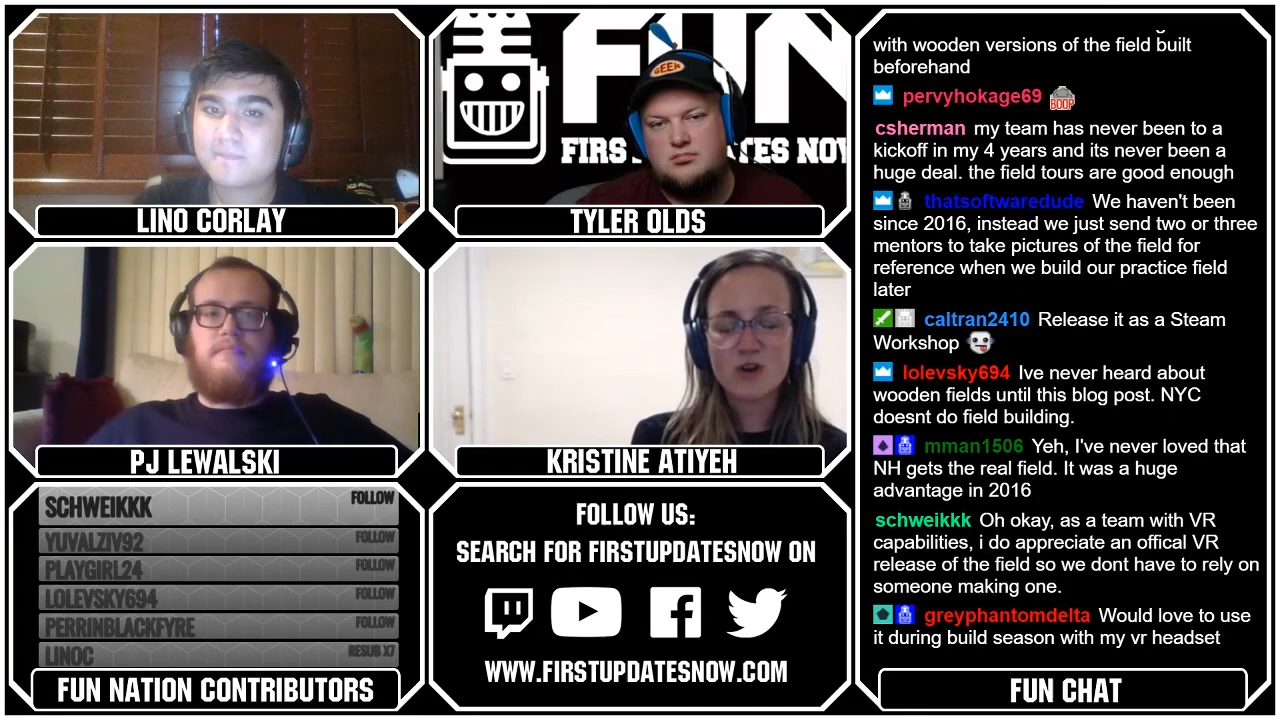 FUN
GEEK
FIRS ATES NOW
LINO CORLAY
TYLER OLDS
PJ LEWALSKI
KRISTINE ATIYEH
SCHWEIKKK FOLLOW
YUVALZIV92 FOLLOW
PLAYGIRL24 FOLLOW
LOLEVSKY694 FOLLOW
PERRINBLACKFYRE FOLLOW
LINOC RESUB X7
FUN NATION CONTRIBUTORS
FOLLOW US:
SEARCH FOR FIRSTUPDATESNOW ON
WWW.FIRSTUPDATESNOW.COM
with wooden versions of the field built
beforehand
pervyhokage69 BOOP
csherman my team has never been to a
kickoff in my 4 years and its never been a
huge deal. the field tours are good enough
thatsoftwaredude We haven't been
since 2016, instead we just send two or three
mentors to take pictures of the field for
reference when we build our practice field
later
caltran2410 Release it as a Steam
Workshop
lolevsky694 Ive never heard about
wooden fields until this blog post. NYC
doesnt do field building.
mman1506 Yeh, I've never loved that
NH gets the real field. It was a huge
advantage in 2016
schweikkk Oh okay, as a team with VR
capabilities, i do appreciate an offical VR
release of the field so we dont have to rely on
someone making one.
greyphantomdelta Would love to use
it during build season with my vr headset
FUN CHAT